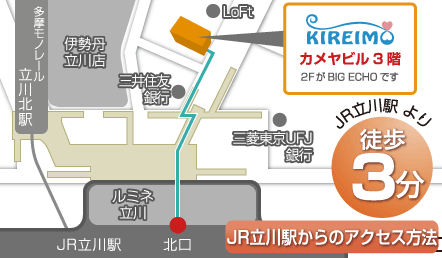 多摩モノレール
立川北駅
伊勢丹
立川店
LoFt
KIREIMO
カメヤビル3階
2FがBIG ECHOです
三井住友
銀行
三菱東京UFJ
銀行
JR立川駅より
徒歩
3分
ルミネ
立川
JR立川駅
北口
JR立川駅からのアクセス方法